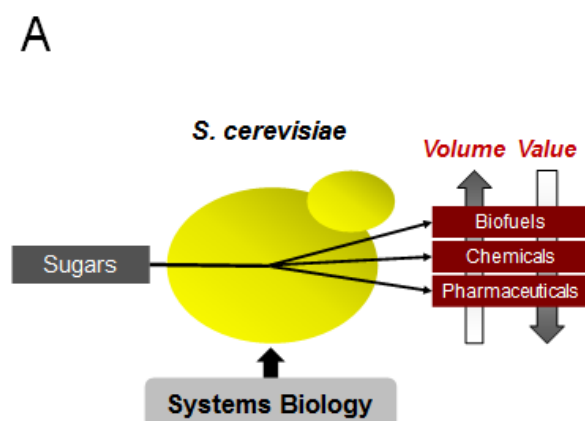 A
S. cerevisiae
Volume Value
Biofuels
Sugars
Chemicals
Pharmaceuticals
Systems Biology